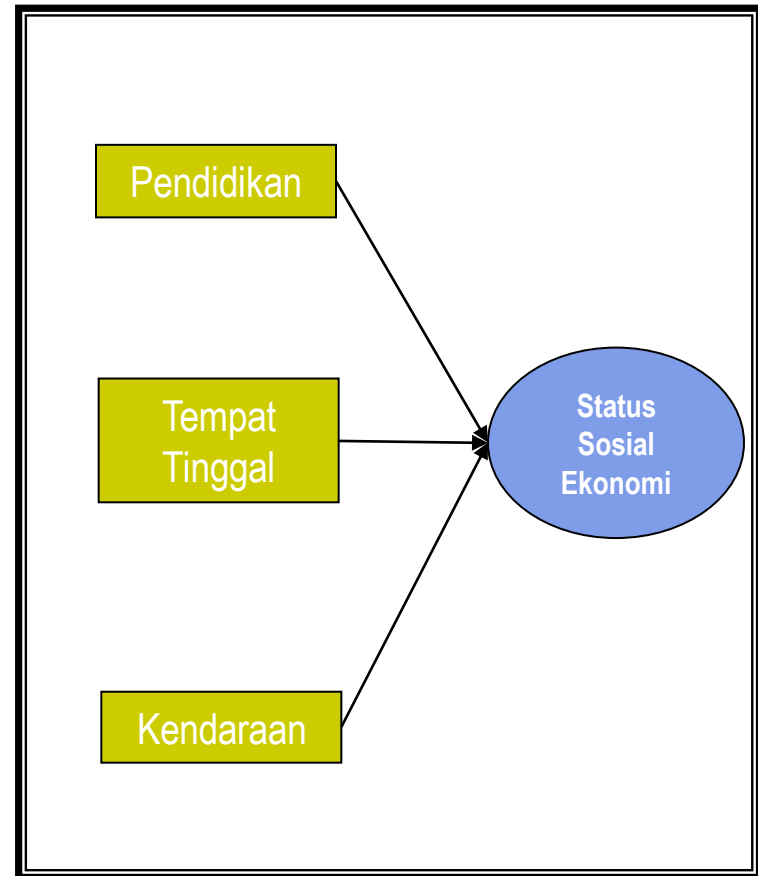 Pendidikan
Tempat
Tinggal
Status
Sosial
Ekonomi
Kendaraan